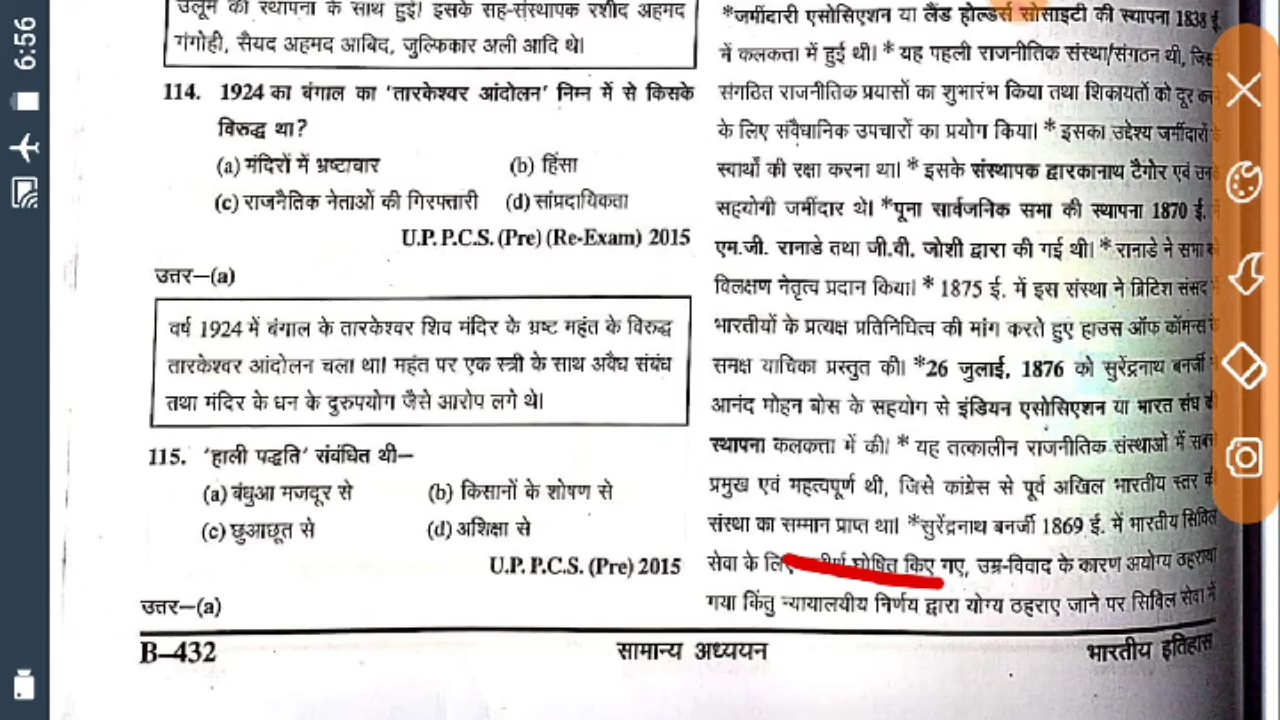 6:56
उलूम की स्थापना के साथ हुई। इसके सह-संस्थापक रशीद अहमद
गंगोही, सैयद अहमद आबिद, जुल्फिकार अली आदि थे।
114. 1924 का बंगाल का 'तारकेश्वर आंदोलन' निम्न में से किसके
विरुद्ध था?
(a) मंदिरों में भ्रष्टाचार (b) हिंसा
(c) राजनैतिक नेताओं की गिरफ्तारी (d) सांप्रदायिकता
U.P. P.C.S. (Pre) (Re-Exam) 2015
उत्तर–(a)
वर्ष 1924 में बंगाल के तारकेश्वर शिव मंदिर के भ्रष्ट महंत के विरुद्ध
तारकेश्वर आंदोलन चला था। महंत पर एक स्त्री के साथ अवैध संबंध
तथा मंदिर के धन के दुरुपयोग जैसे आरोप लगे थे।
115. 'हाली पद्धति' संबंधित थी–
(a) बंधुआ मजदूर से (b) किसानों के शोषण से
(c) छुआछूत से (d) अशिक्षा से
U.P. P.C.S. (Pre) 2015
उत्तर–(a)
*जमींदारी एसोसिएशन या लैंड होल्डर्स सोसाइटी की स्थापना 1838 ई.
में कलकत्ता में हुई थी। * यह पहली राजनीतिक संस्था/संगठन थी,
संगठित राजनीतिक प्रयासों का शुभारंभ किया तथा शिकायतों को दूर
के लिए संवैधानिक उपचारों का प्रयोग किया। * इसका उद्देश्य जमींदारों
स्वार्थों की रक्षा करना था। * इसके संस्थापक द्वारकानाथ टैगोर एवं
सहयोगी जमींदार थे। *पूना सार्वजनिक सभा की स्थापना 1870 ई.
एम.जी. रानाडे तथा जी.वी. जोशी द्वारा की गई थी। * रानाडे ने सभा
विलक्षण नेतृत्व प्रदान किया। * 1875 ई. में इस संस्था ने ब्रिटिश संसद
भारतीयों के प्रत्यक्ष प्रतिनिधित्व की मांग करते हुए हाउस ऑफ कॉमन्स
समक्ष याचिका प्रस्तुत की। *26 जुलाई, 1876 को सुरेंद्रनाथ बनर्जी
आनंद मोहन बोस के सहयोग से इंडियन एसोसिएशन या भारत संघ
स्थापना कलकत्ता में की। * यह तत्कालीन राजनीतिक संस्थाओं में
प्रमुख एवं महत्वपूर्ण थी, जिसे कांग्रेस से पूर्व अखिल भारतीय स्तर
संस्था का सम्मान प्राप्त था। *सुरेंद्रनाथ बनर्जी 1869 ई. में भारतीय सिविल
सेवा के घोषित किए गए, उम्र-विवाद के कारण अयोग्य ठहराया
गया किंतु न्यायालयीय निर्णय द्वारा योग्य ठहराए जाने पर सिविल सेवा में
B–432 सामान्य अध्ययन भारतीय इतिहास